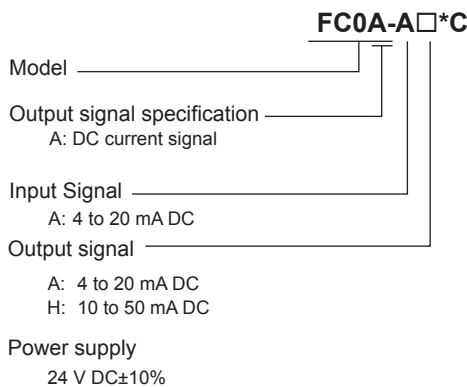 FC0A-A□*C
Model
Output signal specification
A: DC current signal
Input Signal
A: 4 to 20 mA DC
Output signal
A: 4 to 20 mA DC
H: 10 to 50 mA DC
Power supply
24 V DC±10%